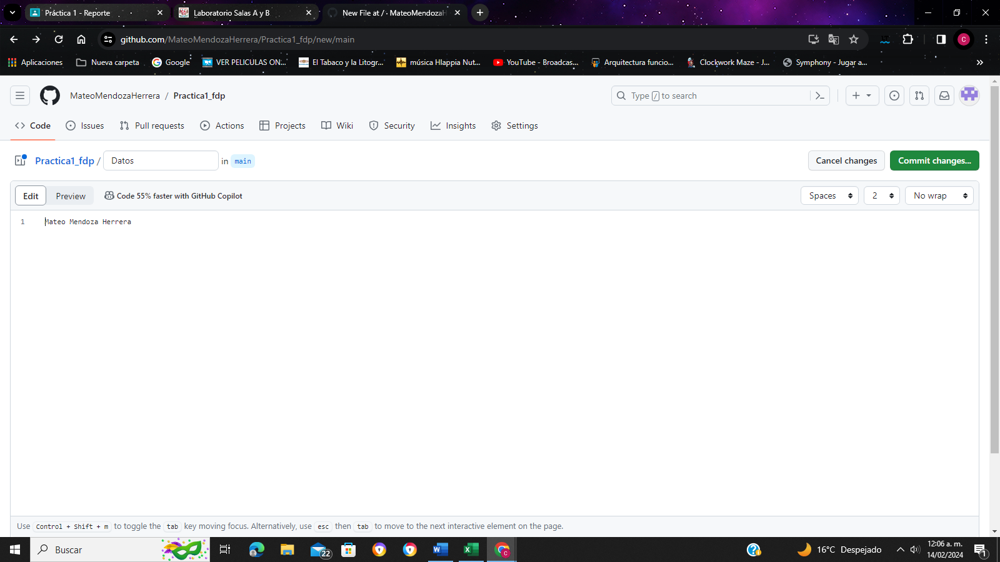 Práctica 1 - Reporte
Laboratorio Salas A y B
New File at / · MateoMendozaH
github.com/MateoMendozaHerrera/Practica1_fdp/new/main
C
Aplicaciones
Nueva carpeta
Google
VER PELICULAS ON...
El Tabaco y la Litogr...
música Hlappia Nut...
YouTube - Broadcas...
Arquitectura funcio...
Clockwork Maze - J...
Symphony - Jugar a...
MateoMendozaHerrera / Practica1_fdp
Type / to search
Code
Issues
Pull requests
Actions
Projects
Wiki
Security
Insights
Settings
Practica1_fdp / Datos in main
Cancel changes
Commit changes...
Edit
Preview
Code 55% faster with GitHub Copilot
Spaces
2
No wrap
1 Mateo Mendoza Herrera
Use Control + Shift + m to toggle the tab key moving focus. Alternatively, use esc then tab to move to the next interactive element on the page.
Buscar
22
16°C Despejado
12:06 a. m.
14/02/2024
1